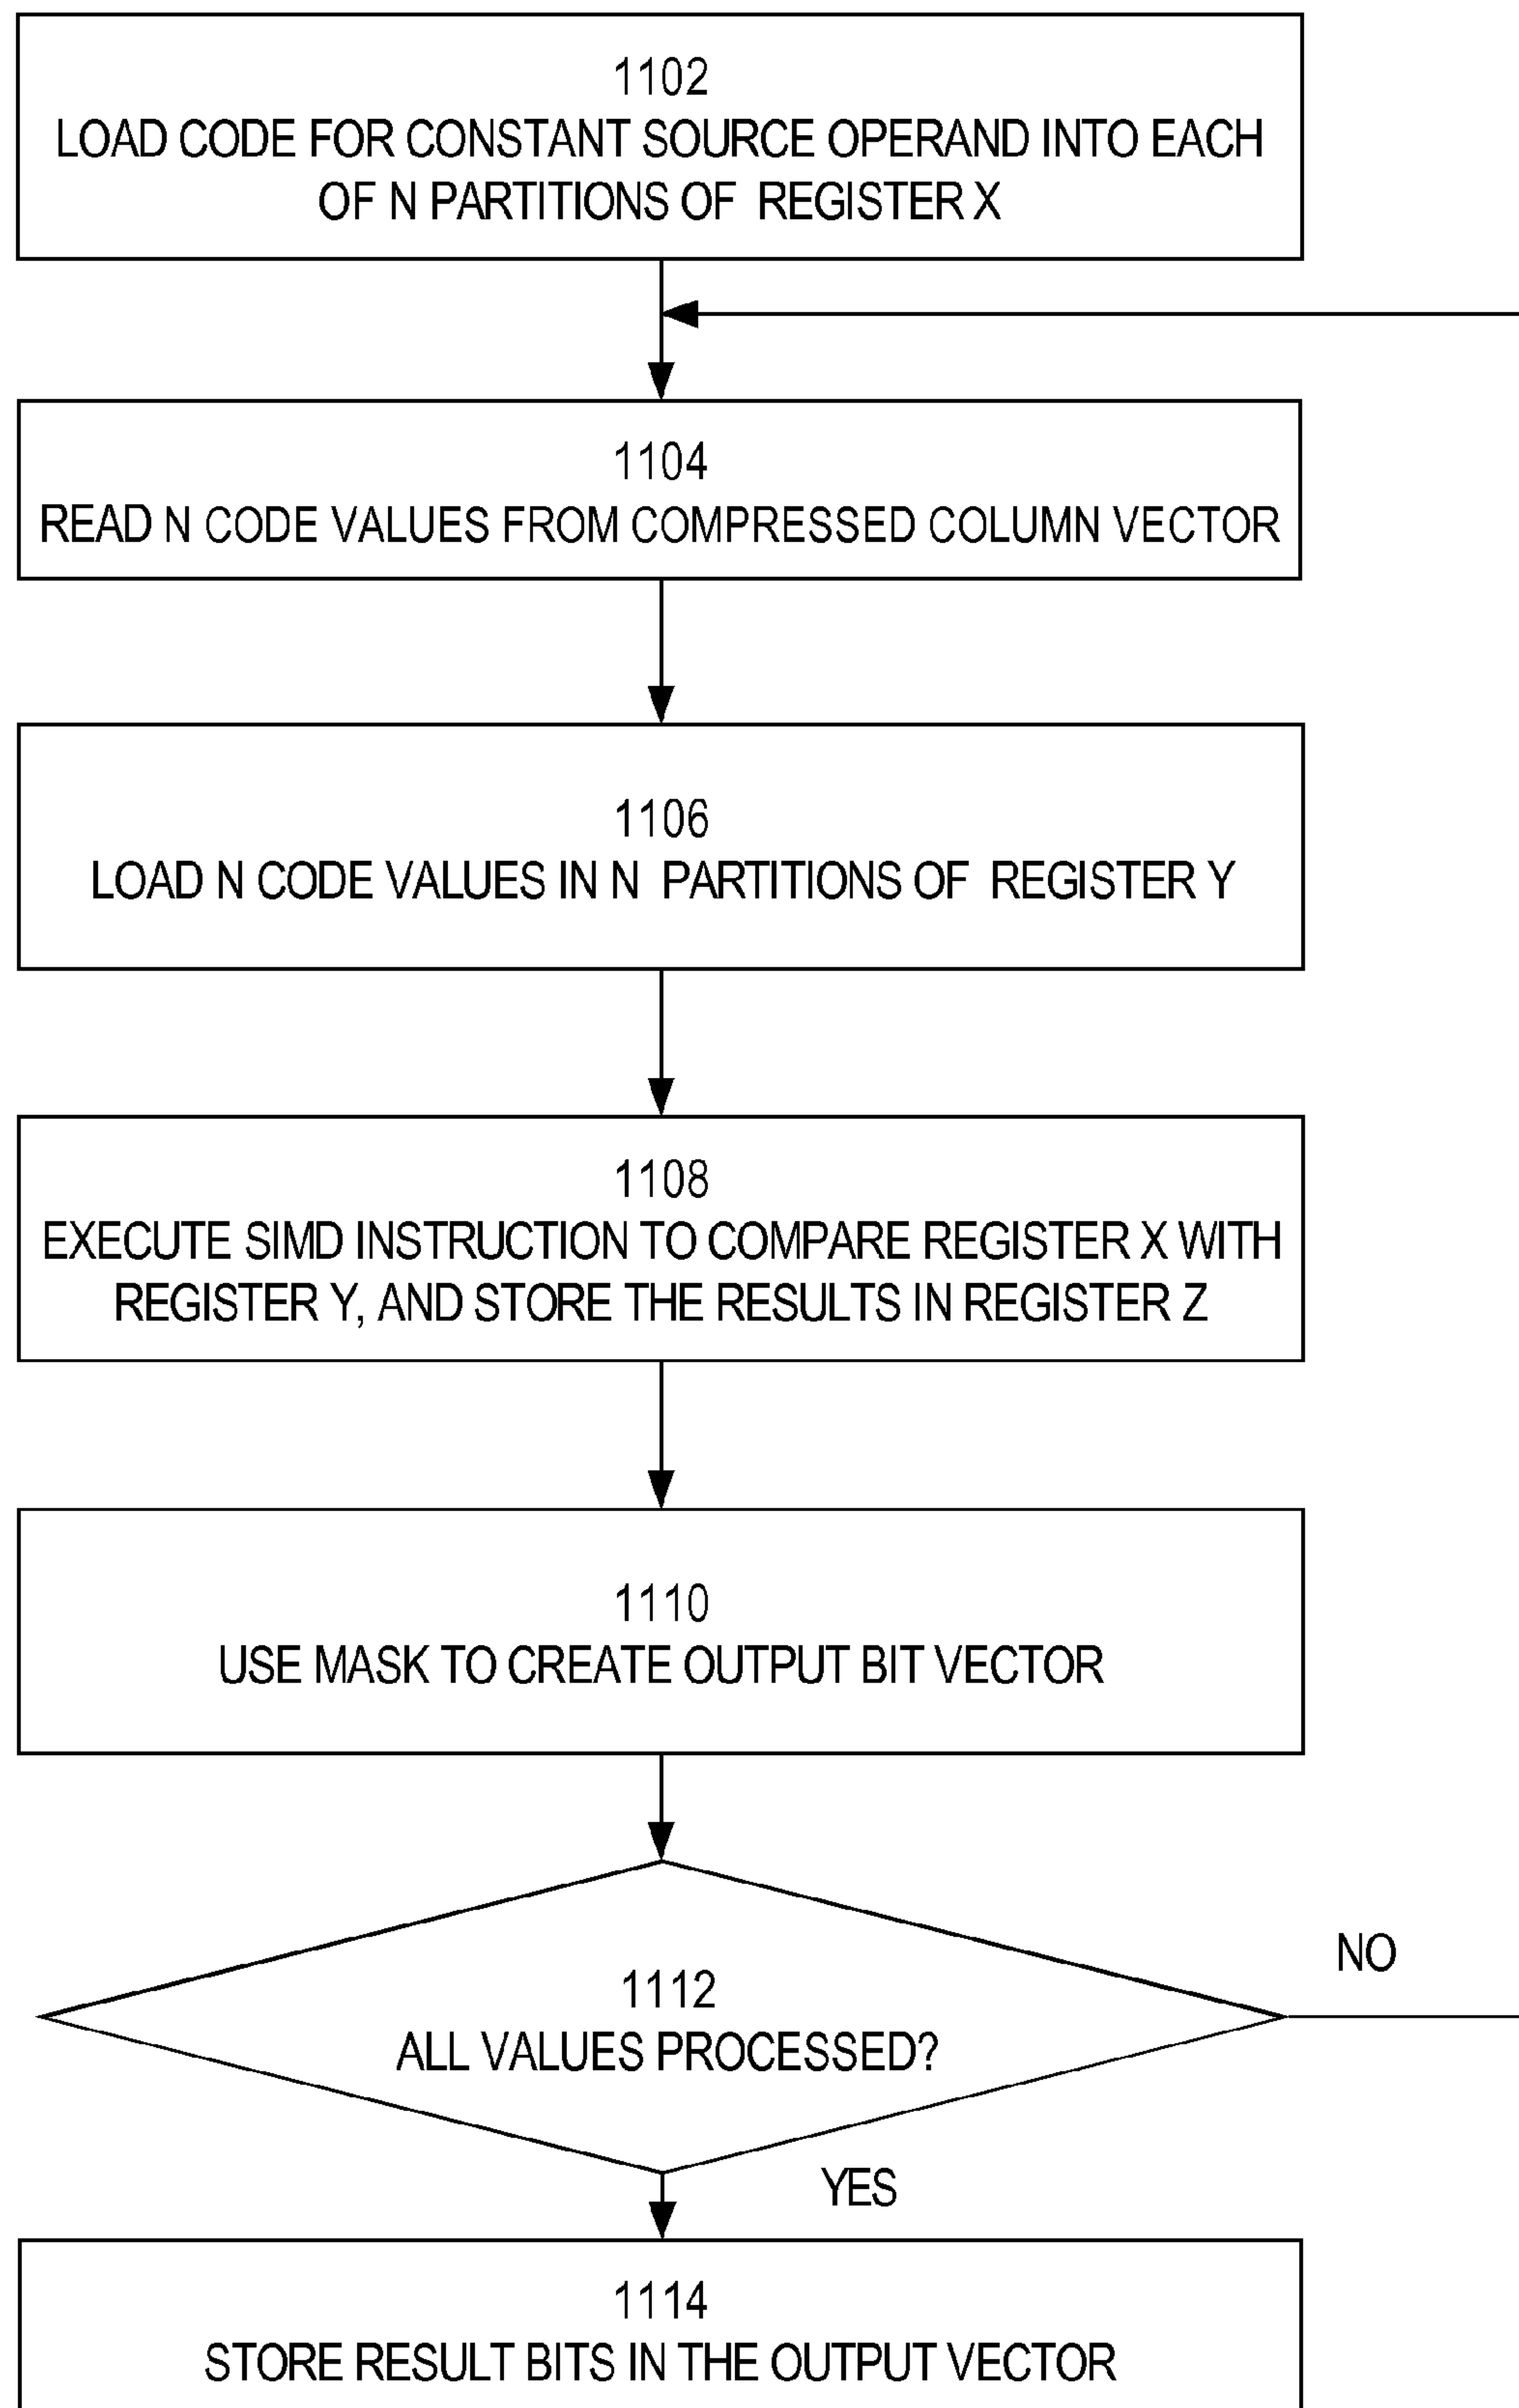 1102
LOAD CODE FOR CONSTANT SOURCE OPERAND INTO EACH
OF N PARTITIONS OF REGISTER X
1104
READ N CODE VALUES FROM COMPRESSED COLUMN VECTOR
1106
LOAD N CODE VALUES IN N PARTITIONS OF REGISTER Y
1108
EXECUTE SIMD INSTRUCTION TO COMPARE REGISTER X WITH
REGISTER Y, AND STORE THE RESULTS IN REGISTER Z
1110
USE MASK TO CREATE OUTPUT BIT VECTOR
NO
1112
ALL VALUES PROCESSED?
YES
1114
STORE RESULT BITS IN THE OUTPUT VECTOR